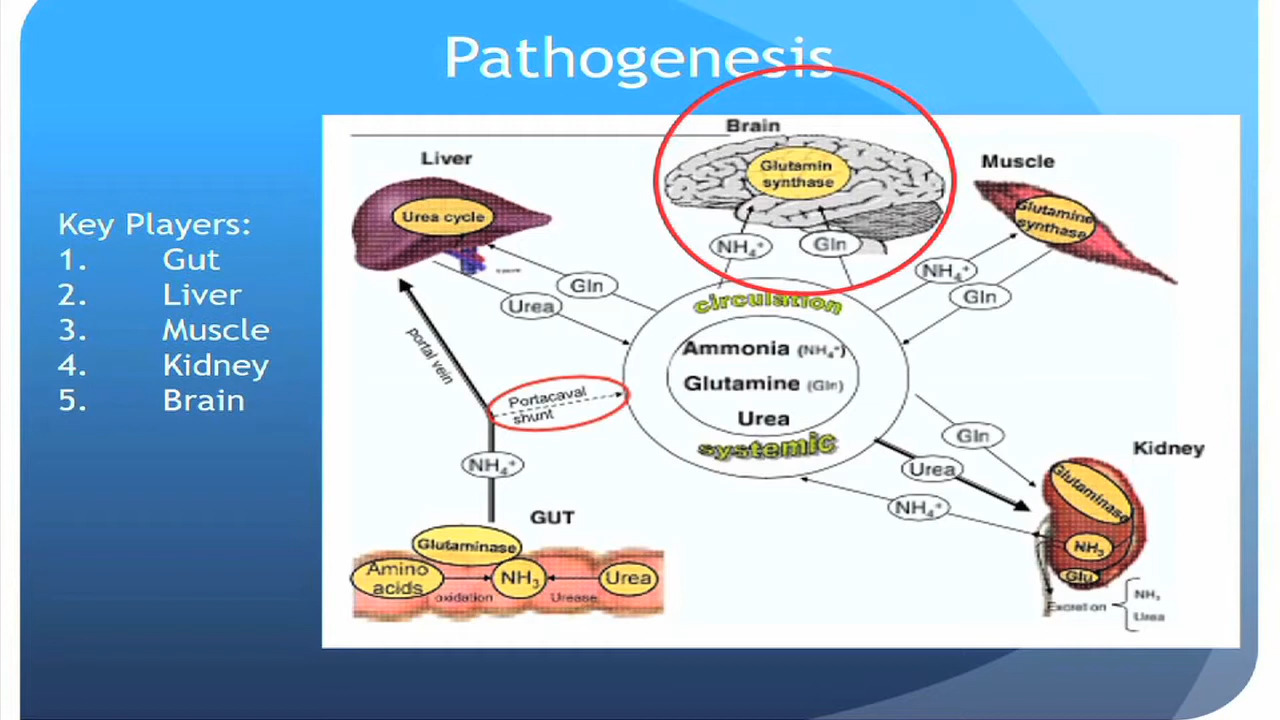 Pathogenesis
Key Players:
1. Gut
2. Liver
3. Muscle
4. Kidney
5. Brain
Brain
Glutamin
synthase
NH₄⁺
Gln
Liver
Urea cycle
Gln
Urea
portal vein
Portacaval
shunt
NH₄⁺
GUT
Glutaminase
Amino
acids
oxidation
NH₃
Urease
Urea
circulation
Ammonia (NH₄⁺)
Glutamine (Gln)
Urea
systemic
Muscle
Glutamine
synthase
NH₄⁺
Gln
Kidney
Gln
Urea
NH₄⁺
Glutaminase
NH₃
Glu
Excretion
NH₃
Urea